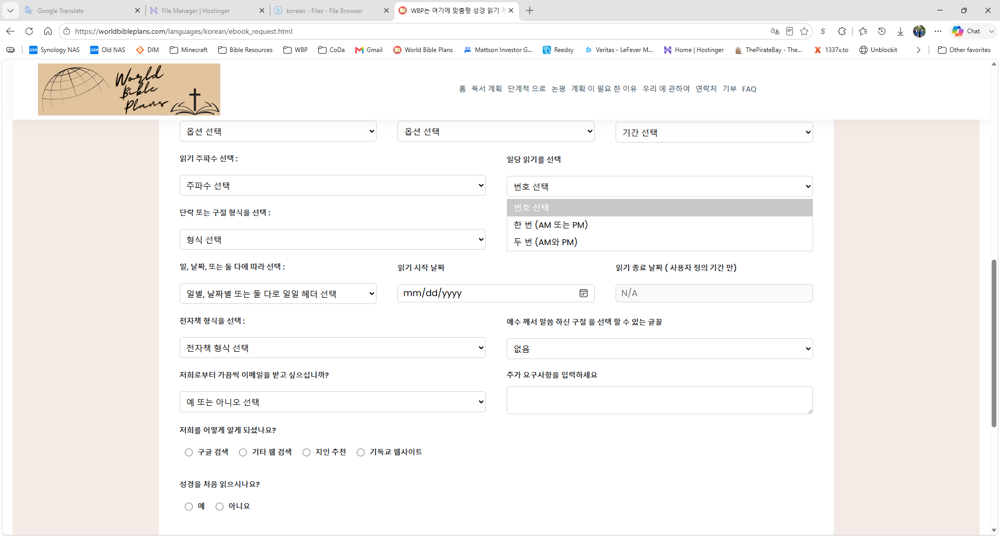 Google Translate
File Manager | Hostinger
korean - Files - File Browser
WBP는 여기에 맞춤형 성경 읽기
https://worldbibleplans.com/languages/korean/ebook_request.html
Chat
Synology NAS
Old NAS
DIM
Minecraft
Bible Resources
WBP
CoDa
Gmail
World Bible Plans
Mattson Investor G...
Reedsy
Veritas - LeFever M...
Home | Hostinger
ThePirateBay - The...
1337x.to
Unblockit
Other favorites
World
Bible
Plans
홈 독서 계획 단계적 으로 논평 계획 이 필요 한 이유 우리 에 관하여 연락처 기부 FAQ
옵션 선택
옵션 선택
기간 선택
읽기 주파수 선택 :
일당 읽기를 선택
주파수 선택
번호 선택
번호 선택
한 번 (AM 또는 PM)
두 번 (AM와 PM)
단락 또는 구절 형식을 선택 :
형식 선택
일, 날짜, 또는 둘 다에 따라 선택 :
읽기 시작 날짜
읽기 종료 날짜 ( 사용자 정의 기간 만)
일별, 날짜별 또는 둘 다로 일일 헤더 선택
mm/dd/yyyy
N/A
전자책 형식을 선택 :
예수 께서 말씀 하신 구절 을 선택 할 수 있는 글꼴
전자책 형식 선택
없음
저희로부터 가끔씩 이메일을 받고 싶으십니까?
추가 요구사항을 입력하세요
예 또는 아니오 선택
저희를 어떻게 알게 되셨나요?
구글 검색
기타 웹 검색
지인 추천
기독교 웹사이트
성경을 처음 읽으시나요?
예
아니요